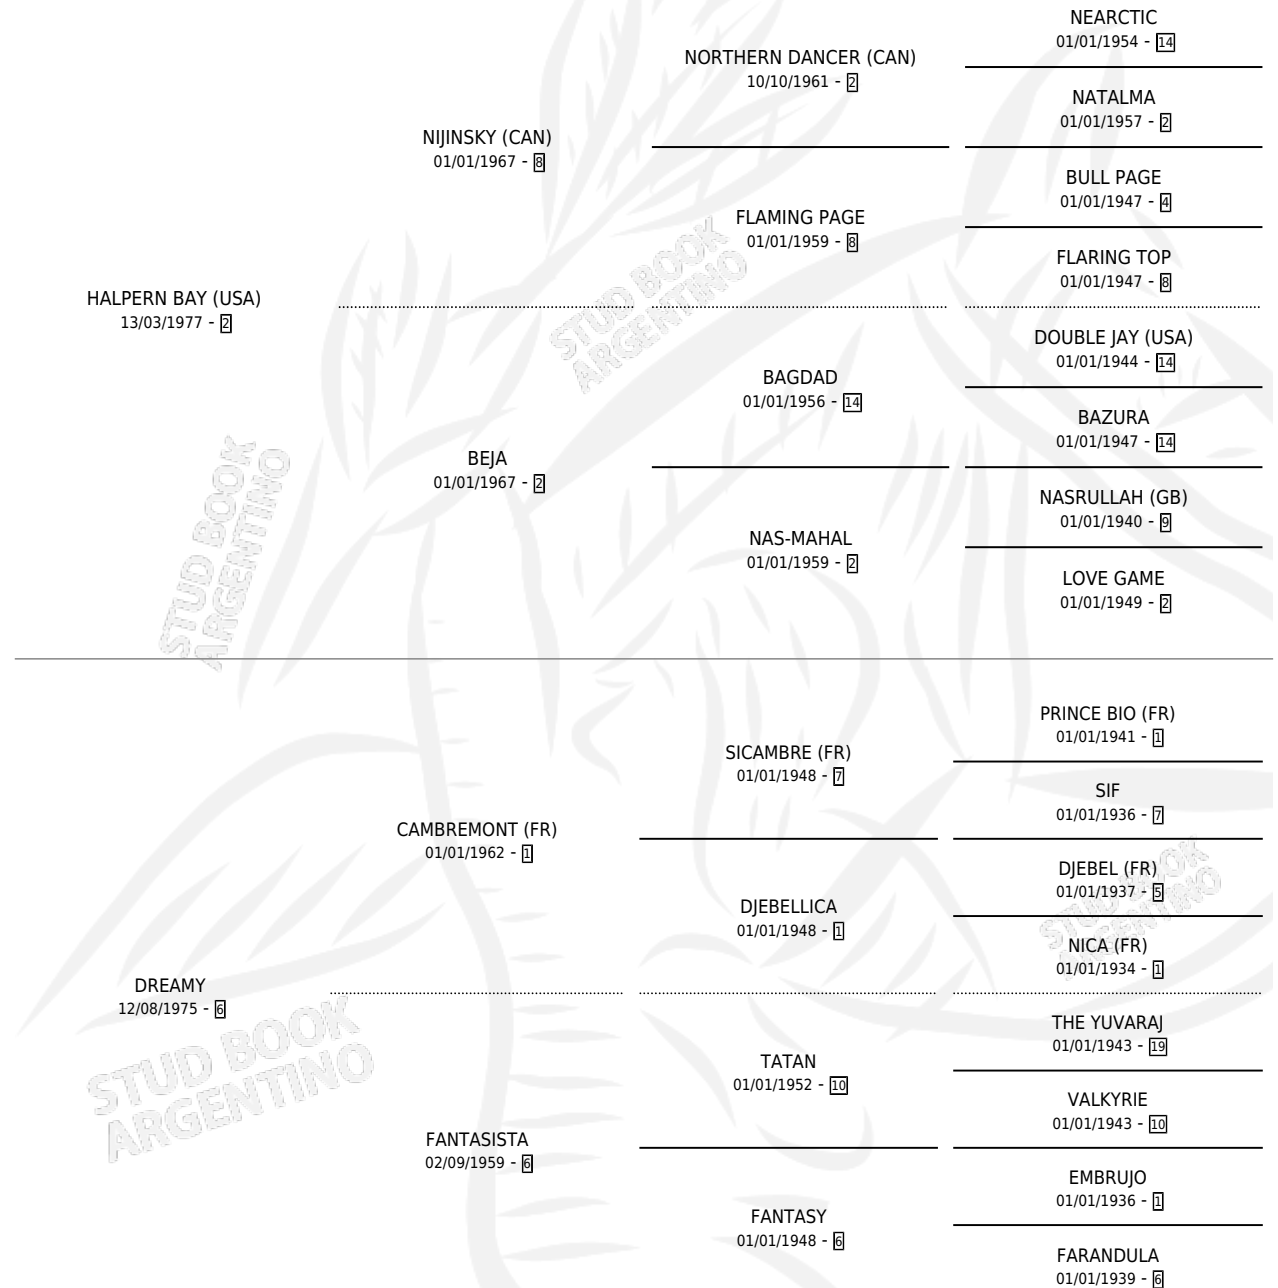 NEARCTIC
01/01/1954 - 14
NORTHERN DANCER (CAN)
10/10/1961 - 2
NATALMA
01/01/1957 - 2
NIJINSKY (CAN)
01/01/1967 - 8
BULL PAGE
01/01/1947 - 4
FLAMING PAGE
01/01/1959 - 8
FLARING TOP
01/01/1947 - 8
HALPERN BAY (USA)
13/03/1977 - 2
STUD BOOK
ARGENTINO
DOUBLE JAY (USA)
01/01/1944 - 14
BAGDAD
01/01/1956 - 14
BAZURA
01/01/1947 - 14
BEJA
01/01/1967 - 2
NASRULLAH (GB)
01/01/1940 - 9
NAS-MAHAL
01/01/1959 - 2
LOVE GAME
01/01/1949 - 2
STUD BOOK
ARGENTINO
PRINCE BIO (FR)
01/01/1941 - 1
SICAMBRE (FR)
01/01/1948 - 7
SIF
01/01/1936 - 7
CAMBREMONT (FR)
01/01/1962 - 1
DJEBEL (FR)
01/01/1937 - 5
DJEBELLICA
01/01/1948 - 1
STUD BOOK
ARGENTINO
NICA (FR)
01/01/1934 - 1
DREAMY
12/08/1975 - 6
STUD BOOK
ARGENTINO
THE YUVARAJ
01/01/1943 - 19
TATAN
01/01/1952 - 10
VALKYRIE
01/01/1943 - 10
FANTASISTA
02/09/1959 - 6
EMBRUJO
01/01/1936 - 1
FANTASY
01/01/1948 - 6
FARANDULA
01/01/1939 - 6